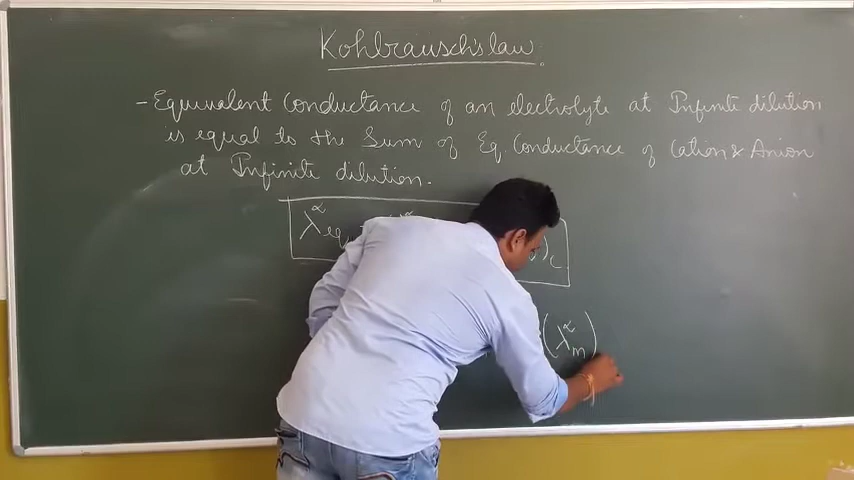 Kohlrausch's law
- Equivalent Conductance of an electrolyte at Infinite dilution
is equal to the Sum of Eq. Conductance of Cation & Anion
at Infinite dilution.
λ∝eq )c
(λ∝m)